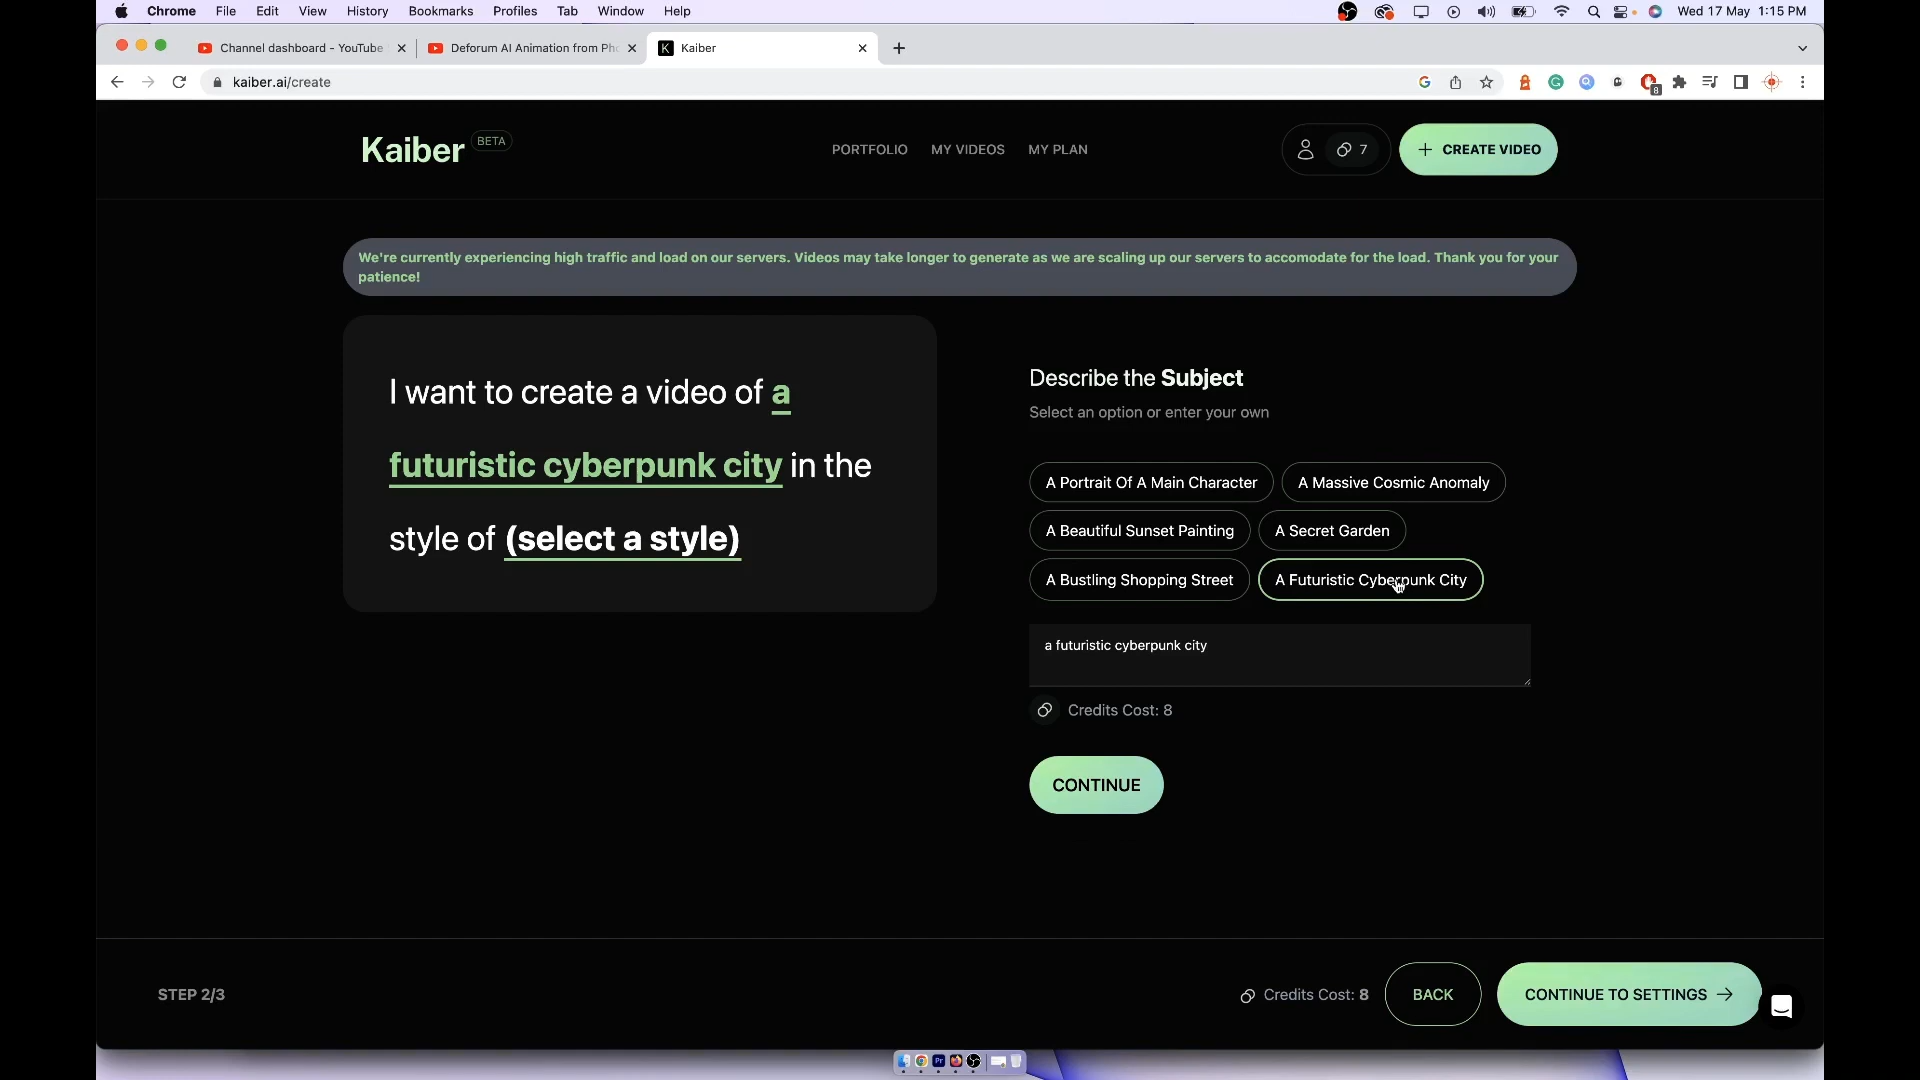 Chrome File Edit View History Bookmarks Profiles Tab Window Help Wed 17 May 1:15 PM
Channel dashboard - YouTube Deforum AI Animation from Pho Kaiber
kaiber.ai/create
8
Kaiber BETA PORTFOLIO MY VIDEOS MY PLAN 7 + CREATE VIDEO
We're currently experiencing high traffic and load on our servers. Videos may take longer to generate as we are scaling up our servers to accomodate for the load. Thank you for your
patience!
I want to create a video of a
futuristic cyberpunk city in the
style of (select a style)
Describe the Subject
Select an option or enter your own
A Portrait Of A Main Character A Massive Cosmic Anomaly
A Beautiful Sunset Painting A Secret Garden
A Bustling Shopping Street A Futuristic Cyberpunk City
a futuristic cyberpunk city
Credits Cost: 8
CONTINUE
STEP 2/3 Credits Cost: 8 BACK CONTINUE TO SETTINGS →
Pr